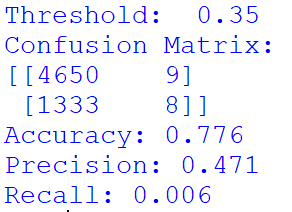 Threshold:  0.35
Confusion Matrix:
[[4650    9]
 [1333    8]]
Accuracy: 0.776
Precision: 0.471
Recall: 0.006